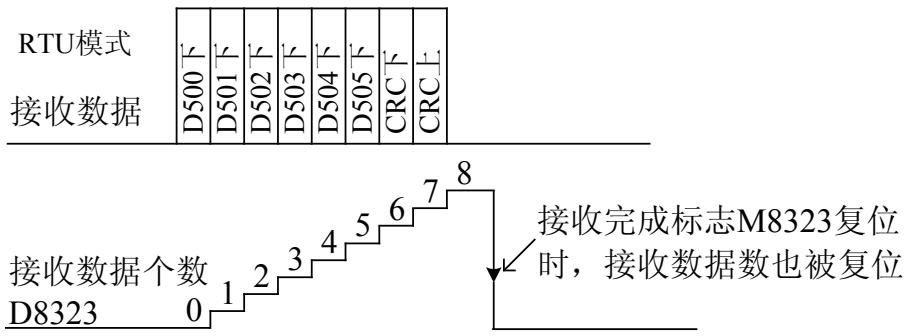 RTU模式
接收数据
D500下
D501下
D502下
D503下
D504下
D505下
CRC下
CRC上
接收数据个数
D8323
0
1
2
3
4
5
6
7
8
接收完成标志M8323复位
时，接收数据数也被复位